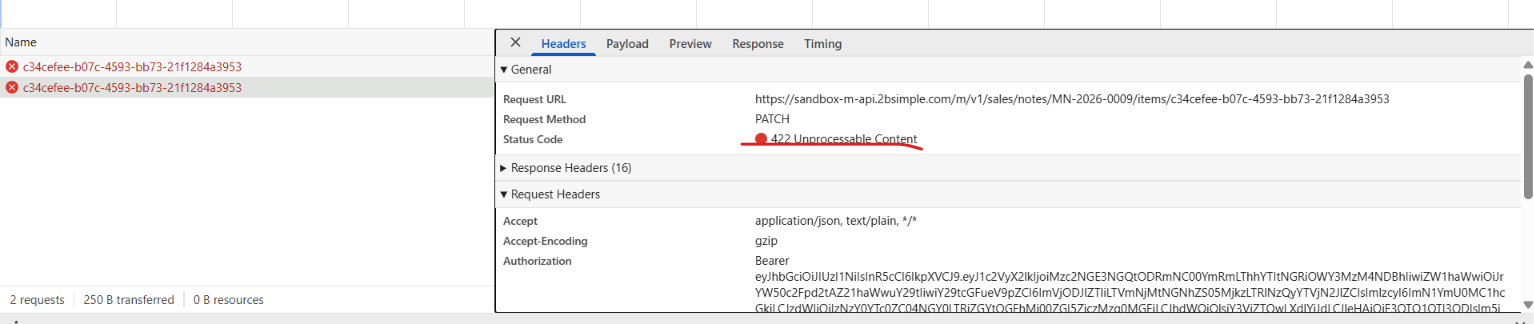 Name
c34cefee-b07c-4593-bb73-21f1284a3953
c34cefee-b07c-4593-bb73-21f1284a3953
2 requests 250 B transferred 0 B resources
Headers Payload Preview Response Timing
General
Request URL https://sandbox-m-api.2bsimple.com/m/v1/sales/notes/MN-2026-0009/items/c34cefee-b07c-4593-bb73-21f1284a3953
Request Method PATCH
Status Code 422 Unprocessable Content
Response Headers (16)
Request Headers
Accept application/json, text/plain, */*
Accept-Encoding gzip
Authorization Bearer